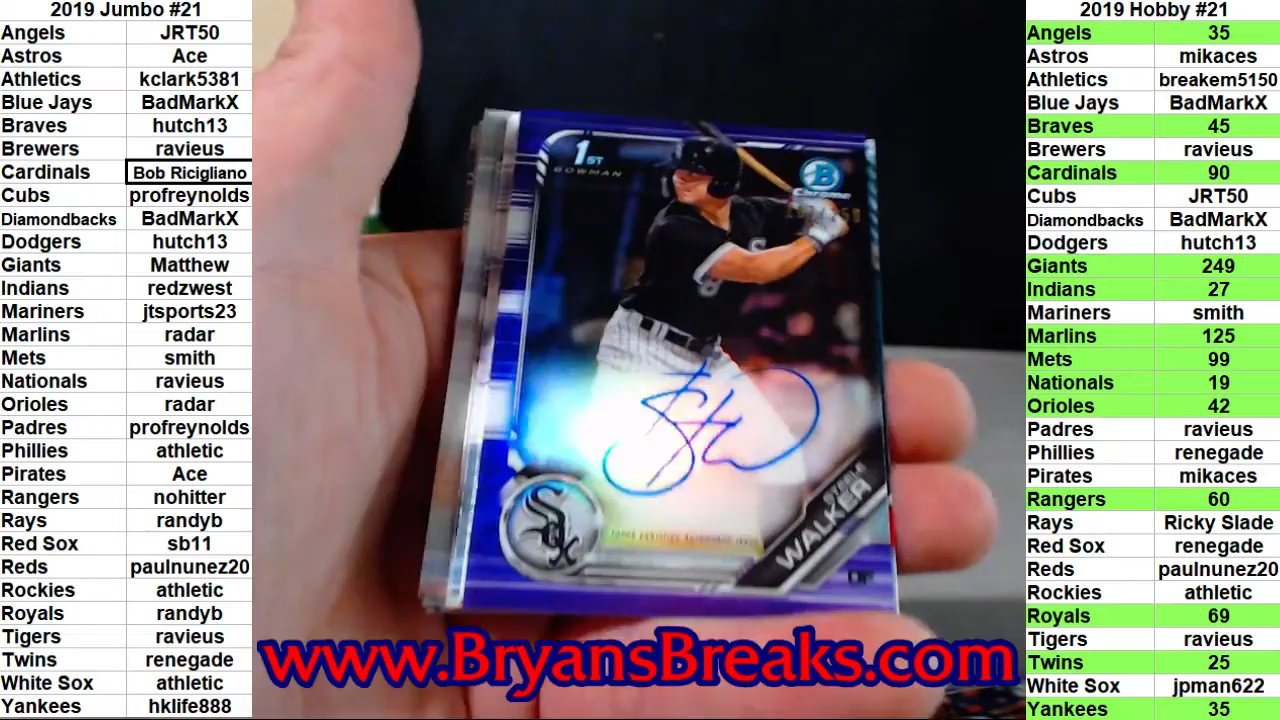 2019 Jumbo #21
Angels JRT50
Astros Ace
Athletics kclark5381
Blue Jays BadMarkX
Braves hutch13
Brewers ravieus
Cardinals Bob Ricigliano
Cubs profreynolds
Diamondbacks BadMarkX
Dodgers hutch13
Giants Matthew
Indians redzwest
Mariners jtsports23
Marlins radar
Mets smith
Nationals ravieus
Orioles radar
Padres profreynolds
Phillies athletic
Pirates Ace
Rangers nohitter
Rays randyb
Red Sox sb11
Reds paulnunez20
Rockies athletic
Royals randyb
Tigers ravieus
Twins renegade
White Sox athletic
Yankees hklife888
1ST
BOWMAN
B
Chrome
SOX
STEELE
WALKER
OF
www.BryansBreaks.com
2019 Hobby #21
Angels 35
Astros mikaces
Athletics breakem5150
Blue Jays BadMarkX
Braves 45
Brewers ravieus
Cardinals 90
Cubs JRT50
Diamondbacks BadMarkX
Dodgers hutch13
Giants 249
Indians 27
Mariners smith
Marlins 125
Mets 99
Nationals 19
Orioles 42
Padres ravieus
Phillies renegade
Pirates mikaces
Rangers 60
Rays Ricky Slade
Red Sox renegade
Reds paulnunez20
Rockies athletic
Royals 69
Tigers ravieus
Twins 25
White Sox jpman622
Yankees 35